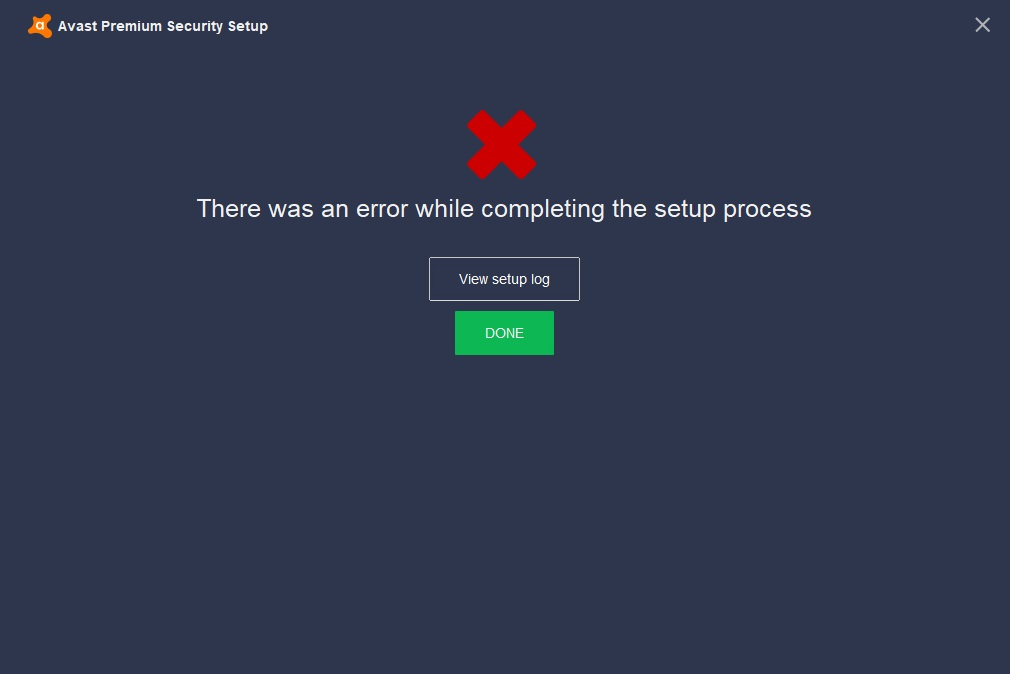 Avast Premium Security Setup
There was an error while completing the setup process
View setup log
DONE